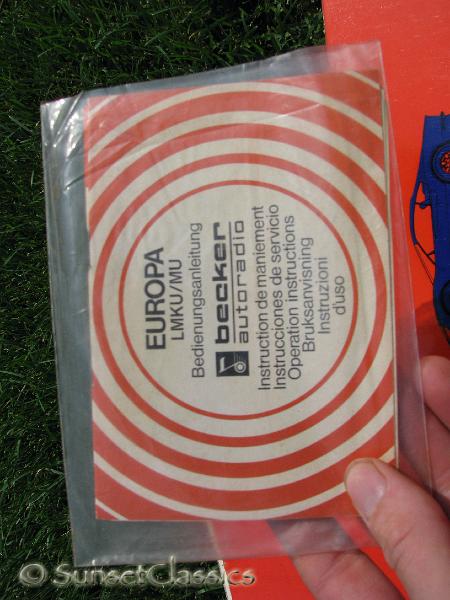 EUROPA
LMKU/MU
Bedienungsanleitung
becker
autoradio
Instruction de maniement
Instrucciones de servicio
Operation instructions
Bruksanvisning
Instruzioni
d'uso
© SunsetClassics